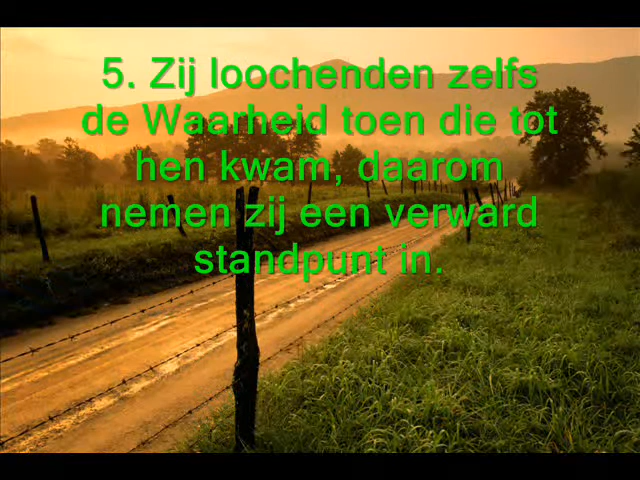 5. Zij loochenden zelfs
de Waarheid toen die tot
hen kwam, daarom
nemen zij een verward
standpunt in.